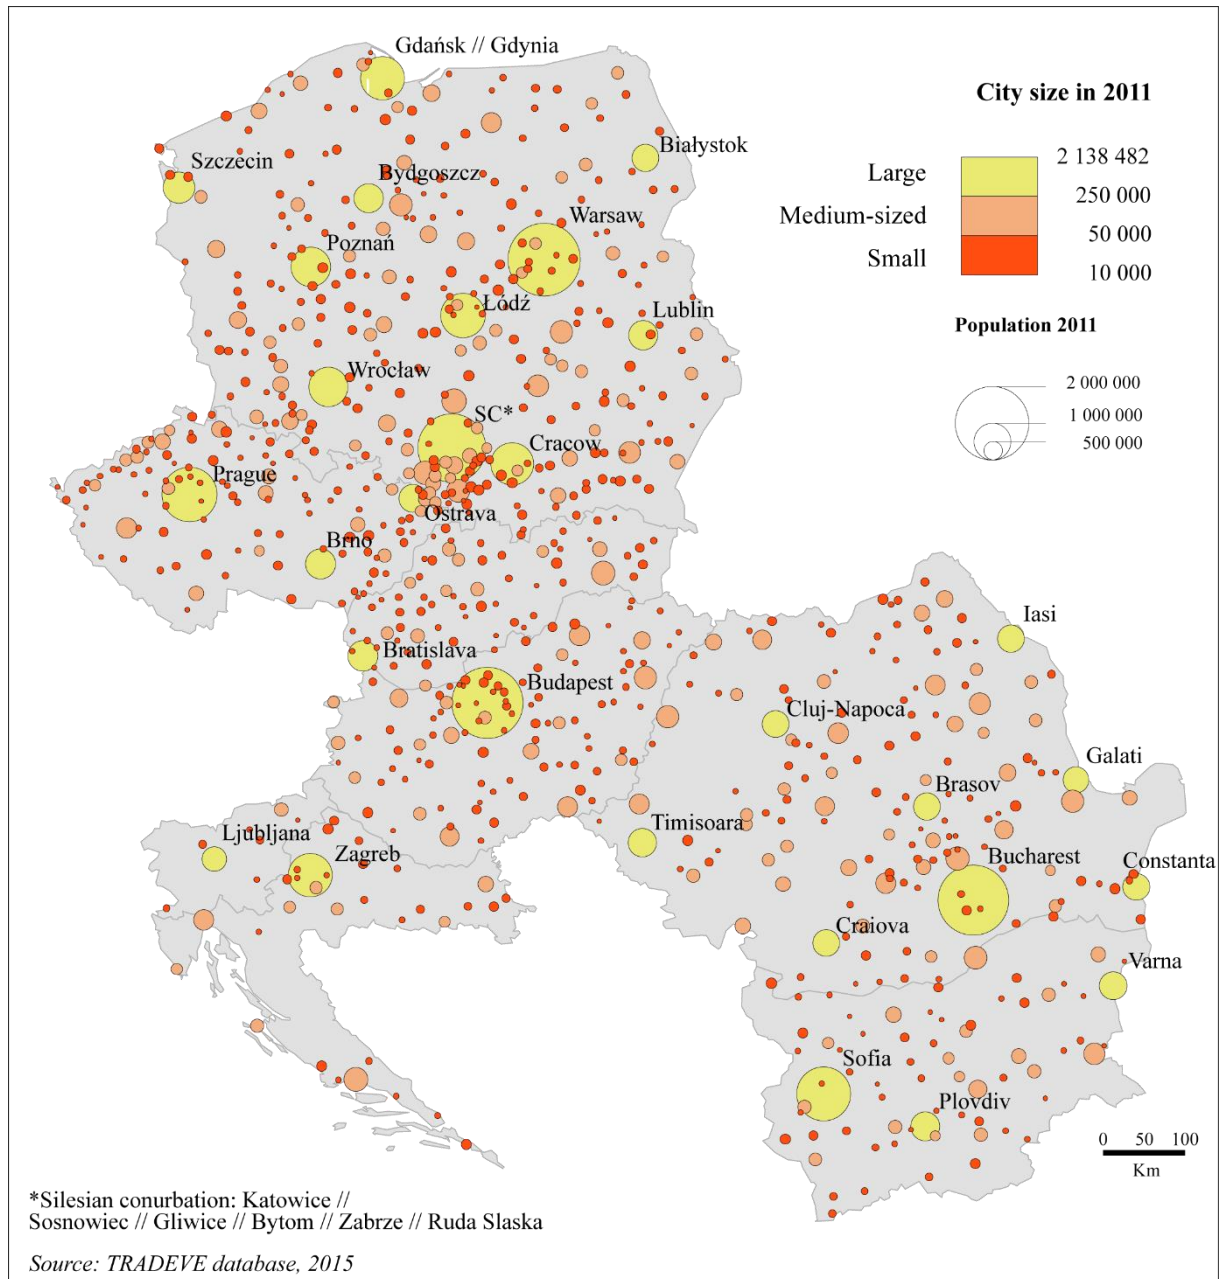 Gdańsk // Gdynia
City size in 2011
Large
Medium-sized
Small
2 138 482
250 000
50 000
10 000
Population 2011
2 000 000
1 000 000
500 000
Białystok
Szczecin
Bydgoszcz
Warsaw
Poznań
Łódź
Lublin
Wrocław
SC*
Cracow
Prague
Ostrava
Brno
Iasi
Bratislava
Budapest
Cluj-Napoca
Galati
Brasov
Ljubljana
Timisoara
Zagreb
Bucharest
Constanta
Craiova
Varna
Sofia
Plovdiv
0 50 100
Km
*Silesian conurbation: Katowice //
Sosnowiec // Gliwice // Bytom // Zabrze // Ruda Slaska
Source: TRADEVE database, 2015